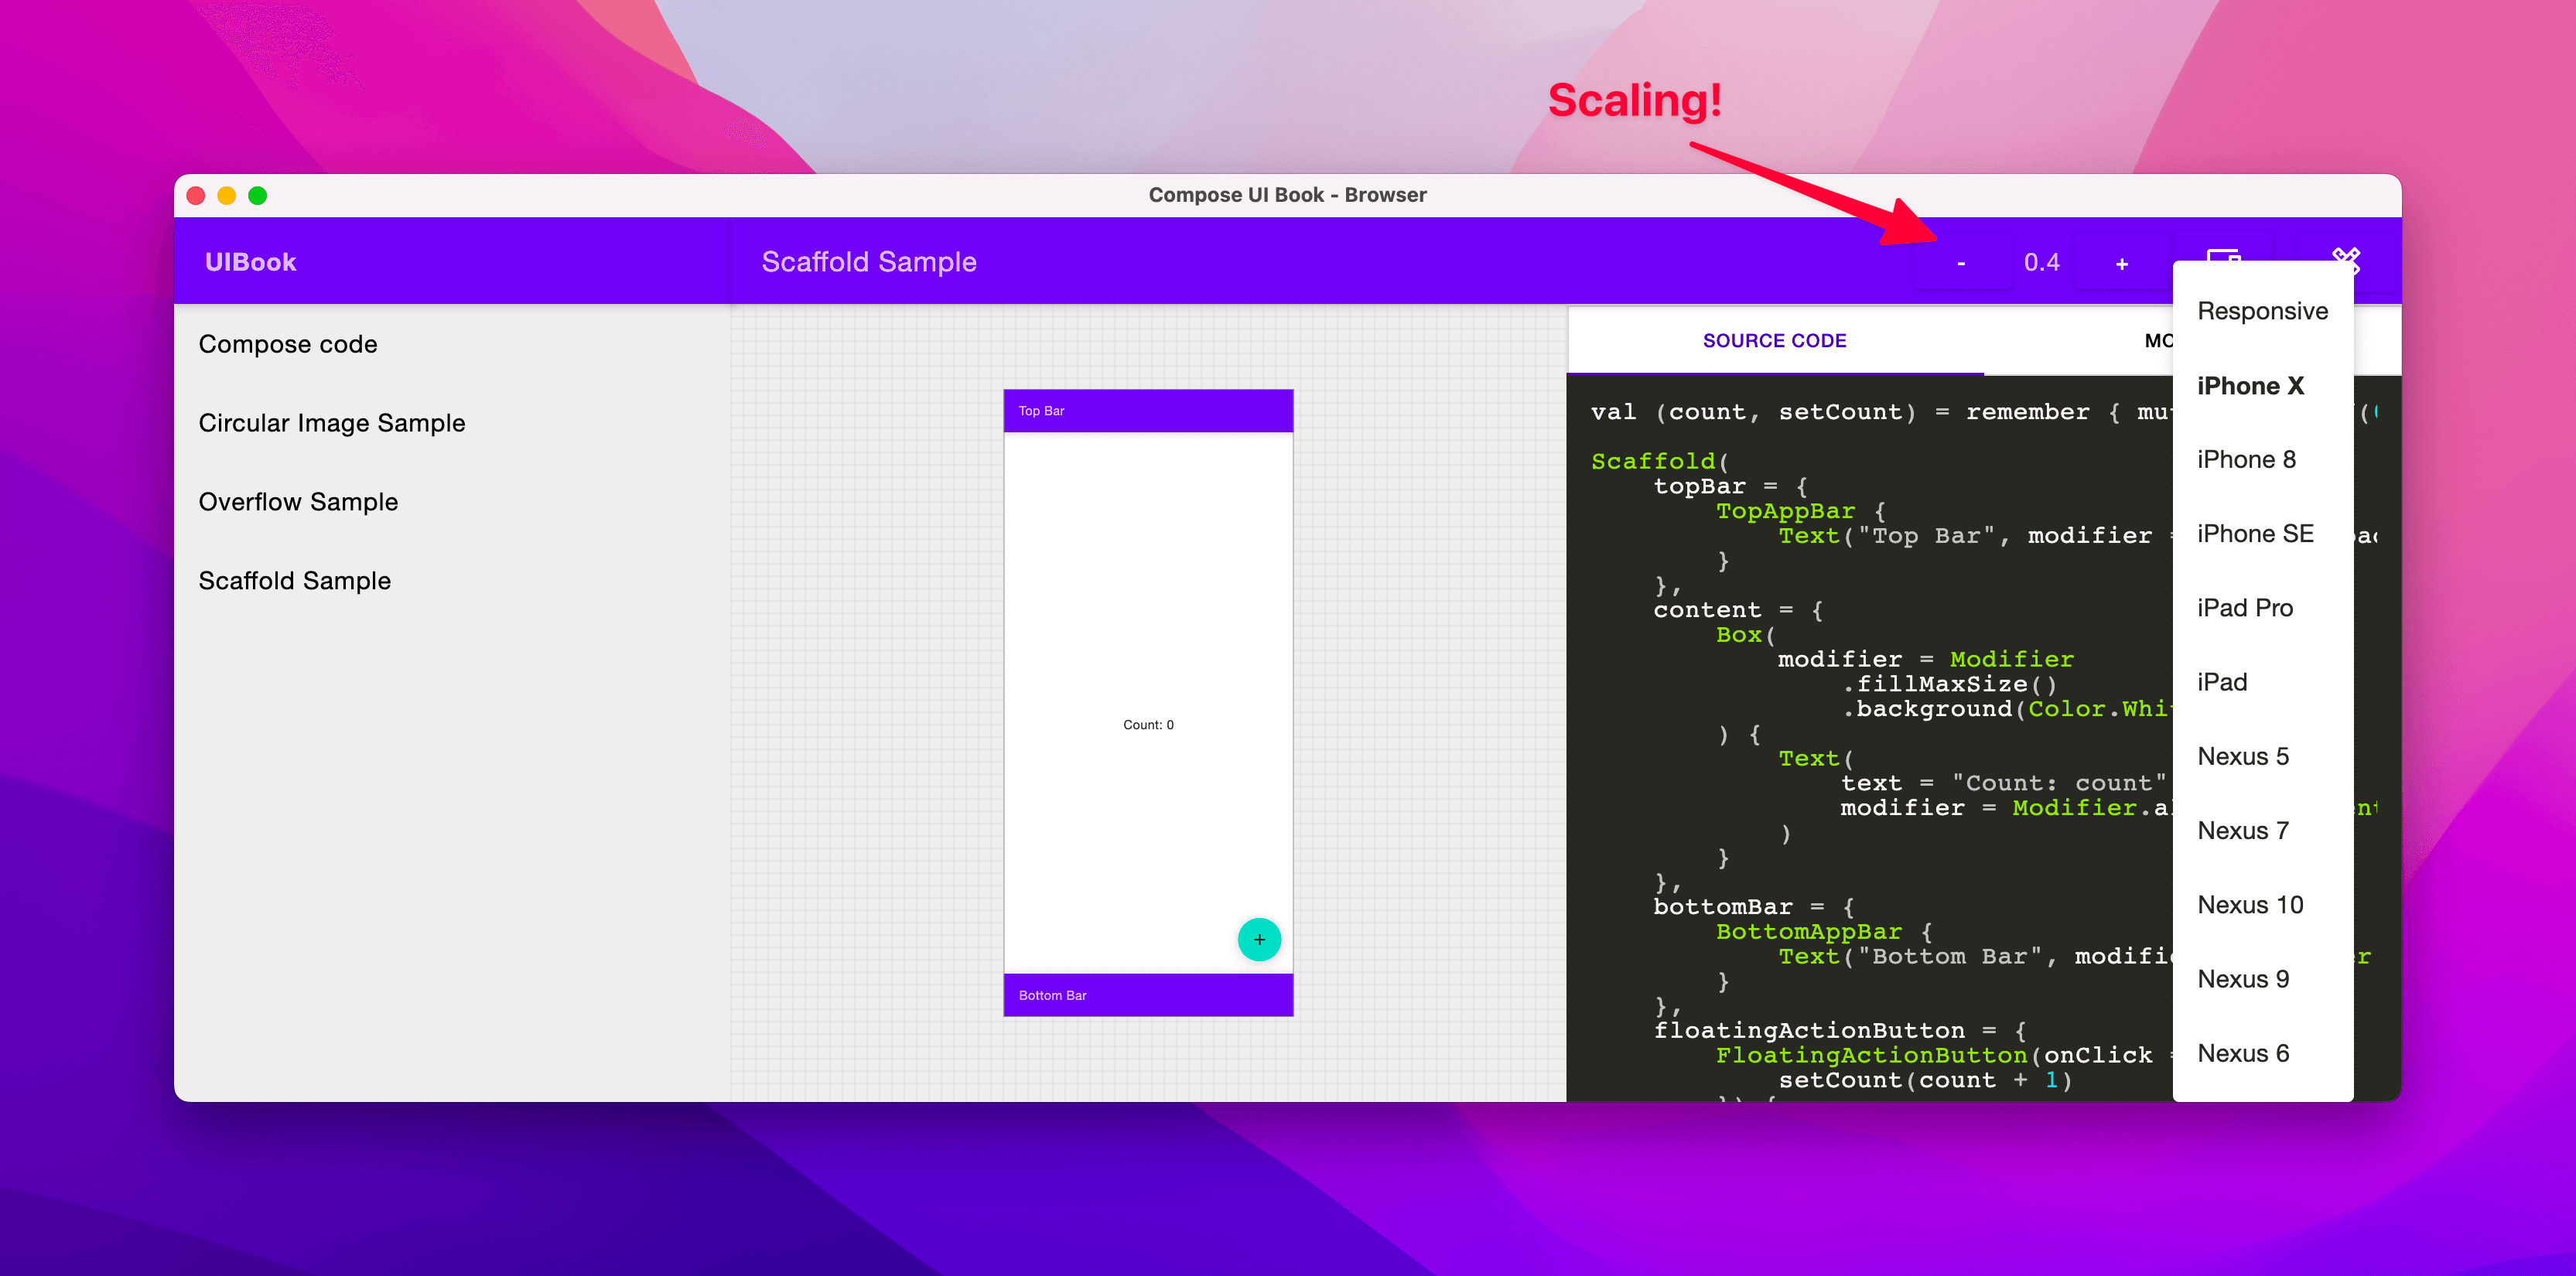 Scaling!
Compose UI Book - Browser
UIBook
Scaffold Sample
- 0.4 +
Compose code
Circular Image Sample
Overflow Sample
Scaffold Sample
Top Bar
Count: 0
+
Bottom Bar
SOURCE CODE
val (count, setCount) = remember {
Scaffold(
topBar = {
TopAppBar {
Text("Top Bar", modifier
}
},
content = {
Box(
modifier = Modifier
.fillMaxSize()
.background(Color.
) {
Text(
text = "Count: count"
modifier = Modifier.
)
}
},
bottomBar = {
BottomAppBar {
Text("Bottom Bar",
}
},
floatingActionButton = {
FloatingActionButton(onClick
setCount(count + 1)
Responsive
iPhone X
iPhone 8
iPhone SE
iPad Pro
iPad
Nexus 5
Nexus 7
Nexus 10
Nexus 9
Nexus 6